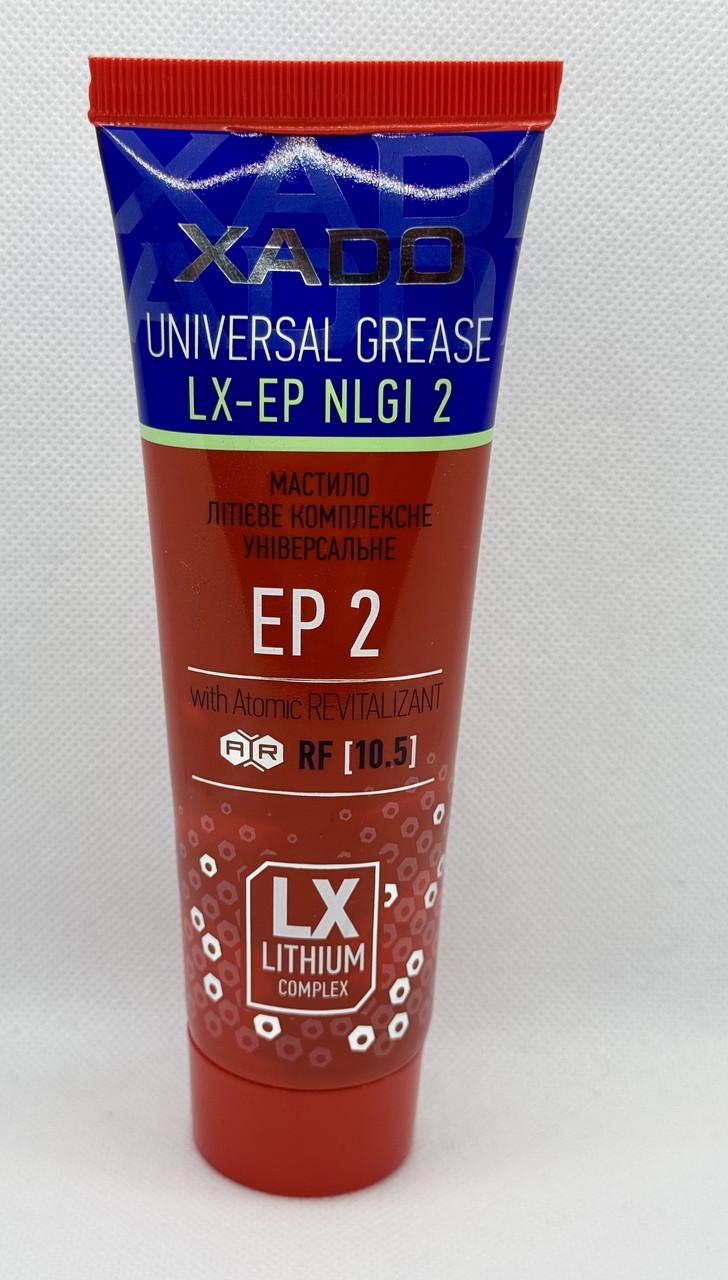 XADO
UNIVERSAL GREASE
LX-EP NLGI 2
МАСТИЛО
ЛІТІЄВЕ КОМПЛЕКСНЕ
УНІВЕРСАЛЬНЕ
EP 2
with Atomic REVITALIZANT
AR RF [10.5]
LX
LITHIUM
COMPLEX